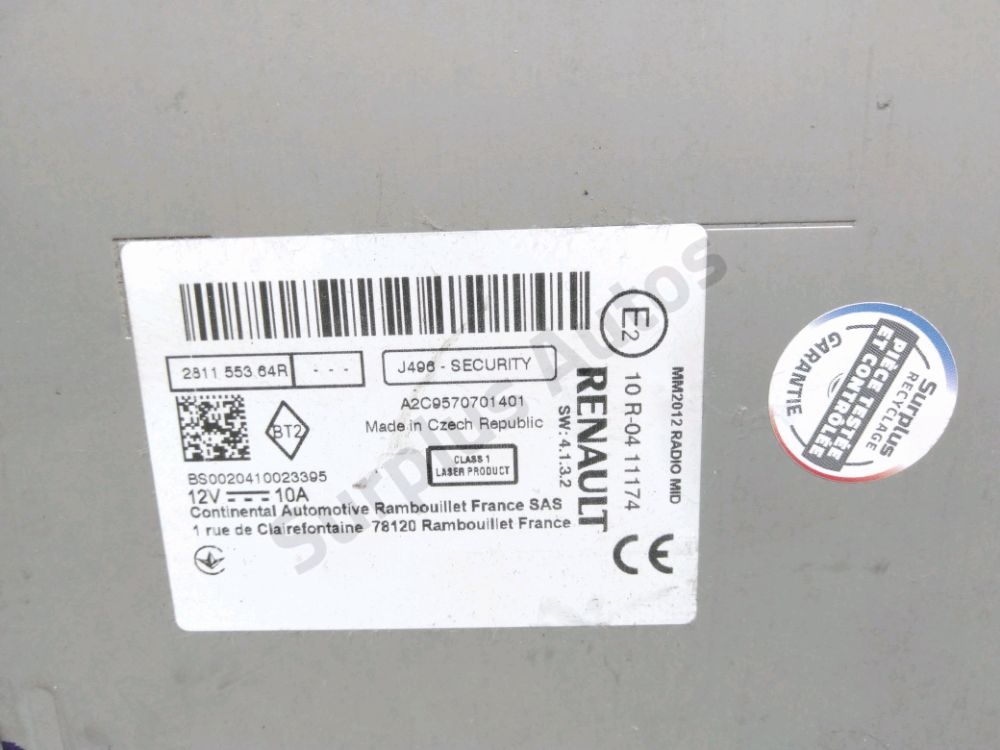 2811 553 64R - - -
J496 - SECURITY
A2C9570701401
Made in Czech Republic
BT2
CLASS 1
LASER PRODUCT
BS0020410023395
12V 10A
Continental Automotive Rambouillet France SAS
1 rue de Clairefontaine 78120 Rambouillet France
SW: 4.1.3.2
RENAULT
E2
10 R-04 11174
CE
MM2012 RADIO MID
Surplus
RECYCLAGE
PIÈCE TESTÉE
ET CONTRÔLÉE
GARANTIE
Surplus Autos